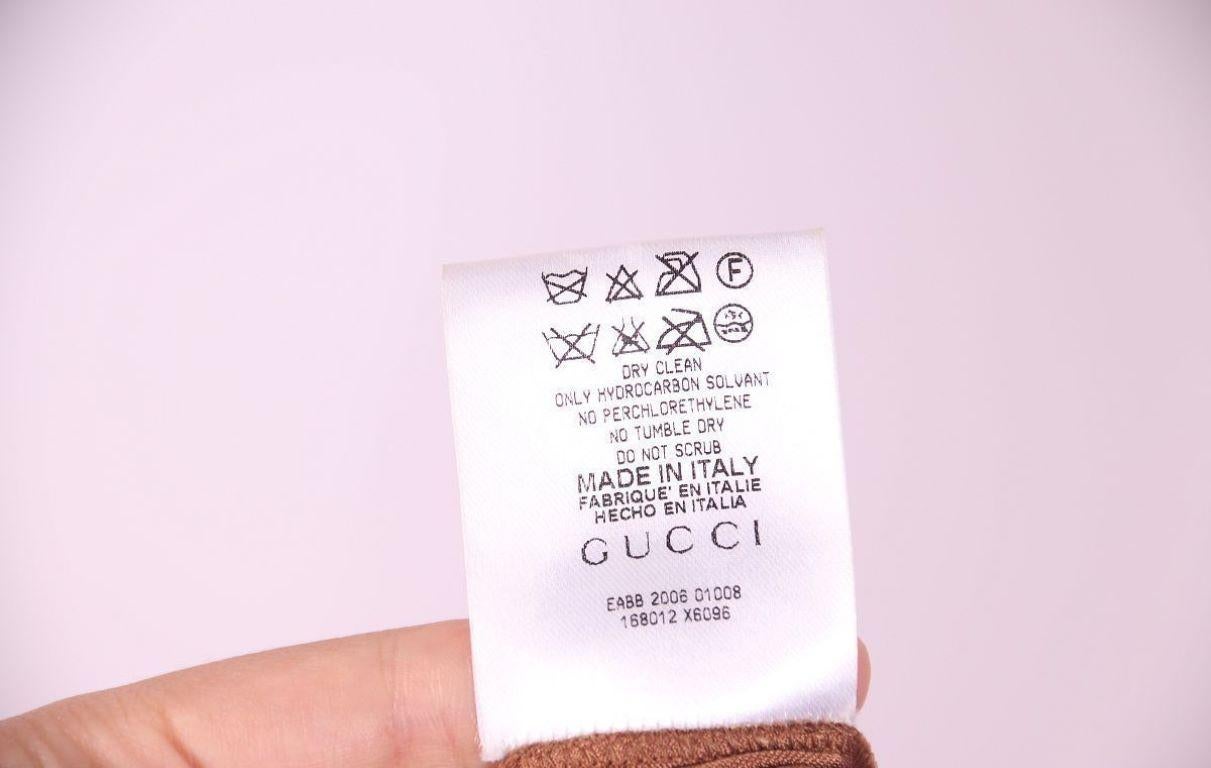 F
DRY CLEAN
ONLY HYDROCARBON SOLVANT
NO PERCHLORETHYLENE
NO TUMBLE DRY
DO NOT SCRUB
MADE IN ITALY
FABRIQUE' EN ITALIE
HECHO EN ITALIA
GUCCI
EABB 2006 01008
168012 X6096